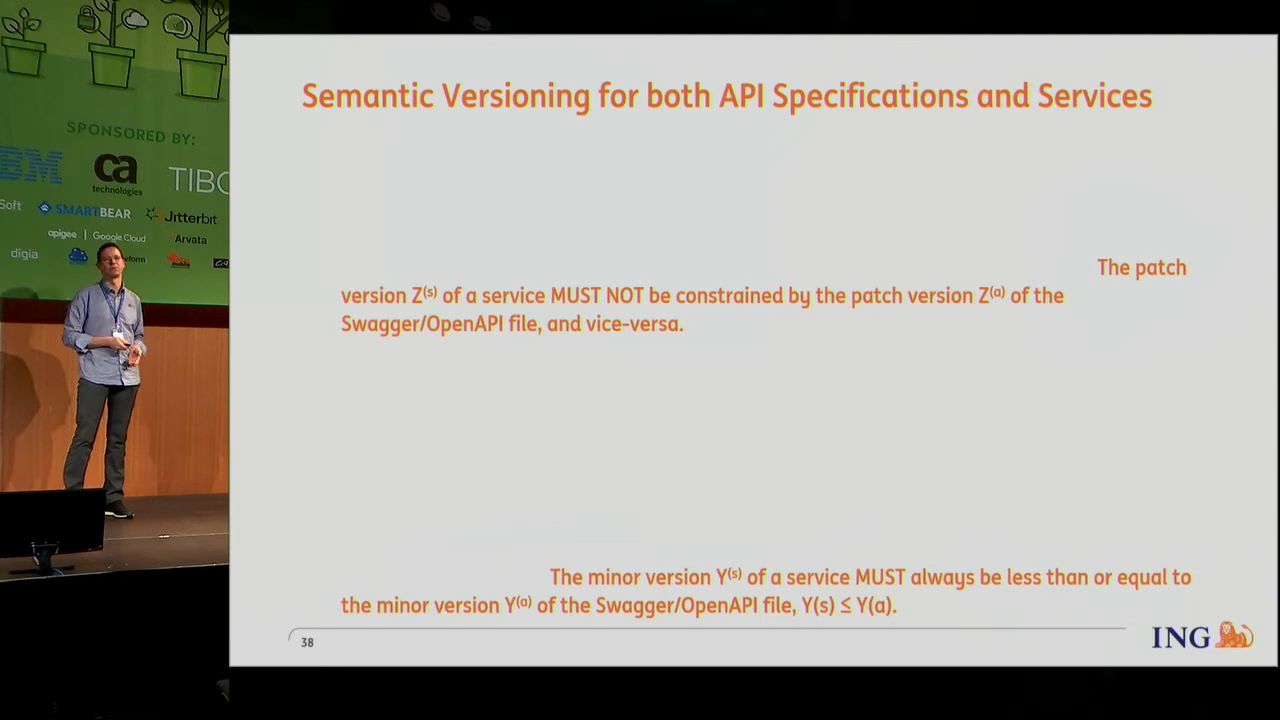 SPONSORED BY:
IBM
ca
technologies
TIBC
Soft
SMARTBEAR
Jitterbit
apigee | Google Cloud
Arvata
digia
Semantic Versioning for both API Specifications and Services
The patch
version Z(s) of a service MUST NOT be constrained by the patch version Z(a) of the
Swagger/OpenAPI file, and vice-versa.
The minor version Y(s) of a service MUST always be less than or equal to
the minor version Y(a) of the Swagger/OpenAPI file, Y(s) ≤ Y(a).
38
ING